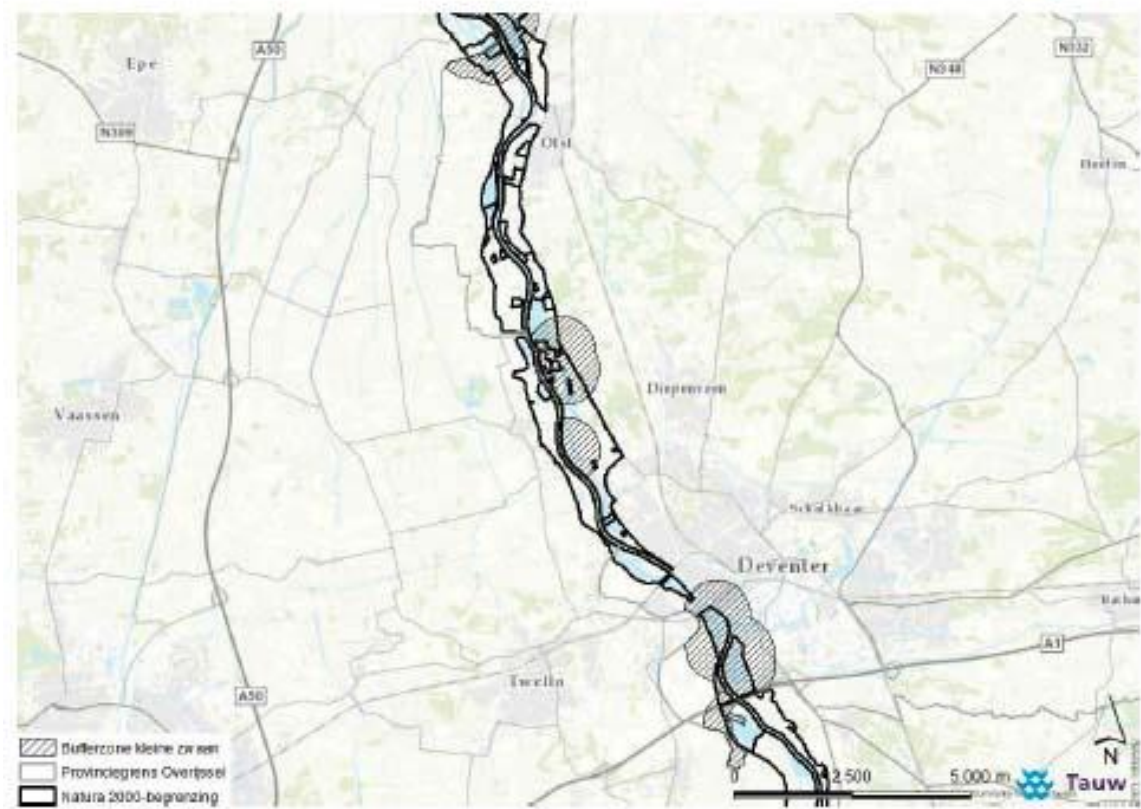 A50
N332
N348
Epe
N309
Olst
Heeten
Diepenveen
Vaassen
Schalkhaar
Deventer
A1
A50
Twello
Bufferzone kleine zwaan
Provinciegrens Overijssel
Natura 2000-begrenzing
N
0 2.500 5.000 m
Tauw